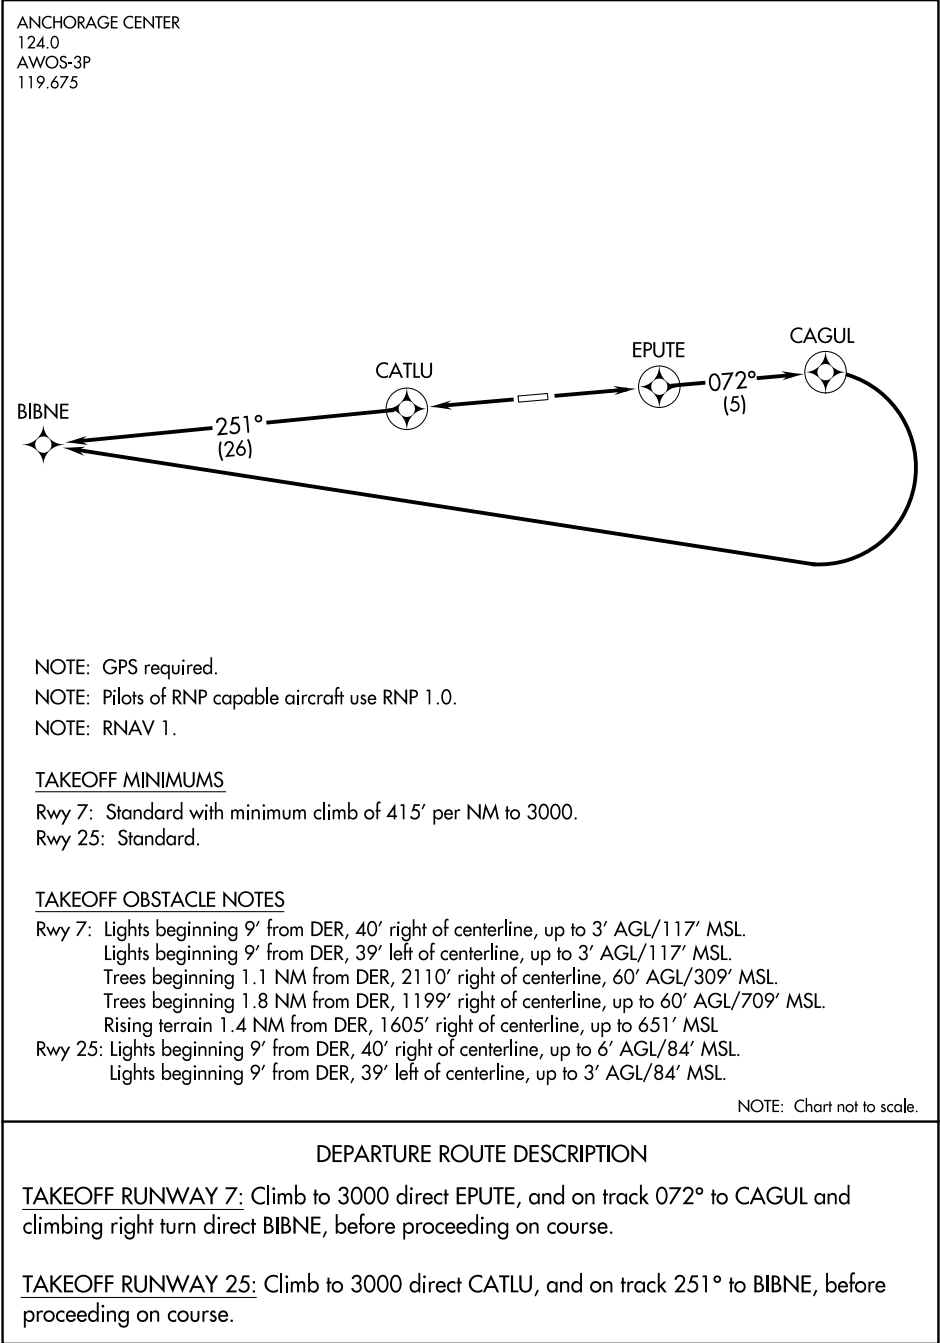 ANCHORAGE CENTER
124.0
AWOS-3P
119.675
CAGUL
EPUTE
CATLU
072°
(5)
BIBNE
251°
(26)
NOTE: GPS required.
NOTE: Pilots of RNP capable aircraft use RNP 1.0.
NOTE: RNAV 1.
TAKEOFF MINIMUMS
Rwy 7: Standard with minimum climb of 415' per NM to 3000.
Rwy 25: Standard.
TAKEOFF OBSTACLE NOTES
Rwy 7: Lights beginning 9' from DER, 40' right of centerline, up to 3' AGL/117' MSL.
Lights beginning 9' from DER, 39' left of centerline, up to 3' AGL/117' MSL.
Trees beginning 1.1 NM from DER, 2110' right of centerline, 60' AGL/309' MSL.
Trees beginning 1.8 NM from DER, 1199' right of centerline, up to 60' AGL/709' MSL.
Rising terrain 1.4 NM from DER, 1605' right of centerline, up to 651' MSL
Rwy 25: Lights beginning 9' from DER, 40' right of centerline, up to 6' AGL/84' MSL.
Lights beginning 9' from DER, 39' left of centerline, up to 3' AGL/84' MSL.
NOTE: Chart not to scale.
DEPARTURE ROUTE DESCRIPTION
TAKEOFF RUNWAY 7: Climb to 3000 direct EPUTE, and on track 072° to CAGUL and
climbing right turn direct BIBNE, before proceeding on course.
TAKEOFF RUNWAY 25: Climb to 3000 direct CATLU, and on track 251° to BIBNE, before
proceeding on course.